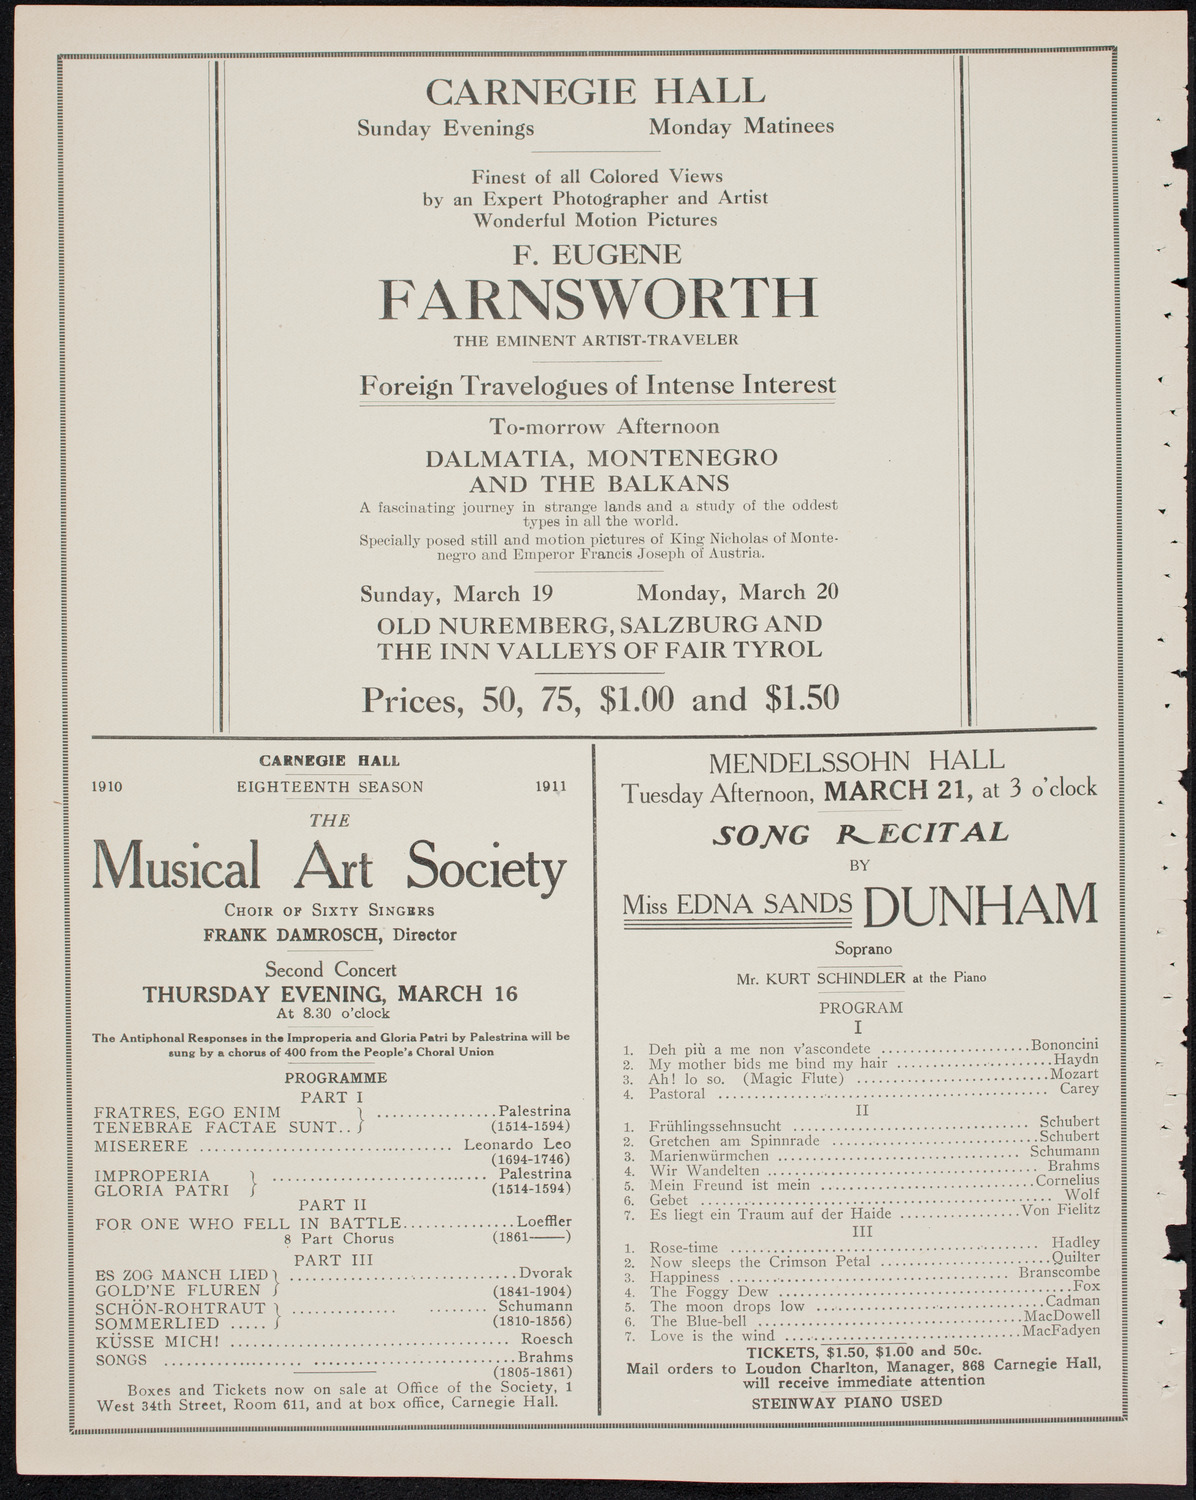 CARNEGIE HALL
Sunday Evenings Monday Matinees
Finest of all Colored Views
by an Expert Photographer and Artist
Wonderful Motion Pictures
F. EUGENE
FARNSWORTH
THE EMINENT ARTIST-TRAVELER
Foreign Travelogues of Intense Interest
To-morrow Afternoon
DALMATIA, MONTENEGRO
AND THE BALKANS
A fascinating journey in strange lands and a study of the oddest
types in all the world.
Specially posed still and motion pictures of King Nicholas of Monte-
negro and Emperor Francis Joseph of Austria.
Sunday, March 19 Monday, March 20
OLD NUREMBERG, SALZBURG AND
THE INN VALLEYS OF FAIR TYROL
Prices, 50, 75, $1.00 and $1.50
CARNEGIE HALL
1910 EIGHTEENTH SEASON 1911
THE
Musical Art Society
CHOIR OF SIXTY SINGERS
FRANK DAMROSCH, Director
Second Concert
THURSDAY EVENING, MARCH 16
At 8.30 o'clock
The Antiphonal Responses in the Improperia and Gloria Patri by Palestrina will be
sung by a chorus of 400 from the People's Choral Union
PROGRAMME
PART I
FRATRES, EGO ENIM } ................Palestrina
TENEBRAE FACTAE SUNT.. } (1514-1594)
MISERERE ................................. Leonardo Leo
(1694-1746)
IMPROPERIA } ............................ Palestrina
GLORIA PATRI } (1514-1594)
PART II
FOR ONE WHO FELL IN BATTLE...............Loeffler
8 Part Chorus (1861——)
PART III
ES ZOG MANCH LIED } ..............................Dvorak
GOLD'NE FLUREN } (1841-1904)
SCHÖN-ROHTRAUT } .............. ........ Schumann
SOMMERLIED ..... } (1810-1856)
KÜSSE MICH! ..................................... Roesch
SONGS ................................................Brahms
(1805-1861)
Boxes and Tickets now on sale at Office of the Society, 1
West 34th Street, Room 611, and at box office, Carnegie Hall.
MENDELSSOHN HALL
Tuesday Afternoon, MARCH 21, at 3 o'clock
SONG RECITAL
BY
Miss EDNA SANDS DUNHAM
Soprano
Mr. KURT SCHINDLER at the Piano
PROGRAM
I
1. Deh più a me non v'ascondete .....................Bononcini
2. My mother bids me bind my hair .....................Haydn
3. Ah! lo so. (Magic Flute) ..........................Mozart
4. Pastoral ............................................ Carey
II
1. Frühlingssehnsucht ................................ Schubert
2. Gretchen am Spinnrade ............................Schubert
3. Marienwürmchen ................................ Schumann
4. Wir Wandelten .................................... Brahms
5. Mein Freund ist mein .............................Cornelius
6. Gebet ............................................... Wolf
7. Es liegt ein Traum auf der Haide ................Von Fielitz
III
1. Rose-time ......................................... Hadley
2. Now sleeps the Crimson Petal .......................Quilter
3. Happiness ..................................... Branscombe
4. The Foggy Dew .......................................Fox
5. The moon drops low ................................Cadman
6. The Blue-bell ...................................MacDowell
7. Love is the wind ................................MacFadyen
TICKETS, $1.50, $1.00 and 50c.
Mail orders to Loudon Charlton, Manager, 868 Carnegie Hall,
will receive immediate attention
STEINWAY PIANO USED